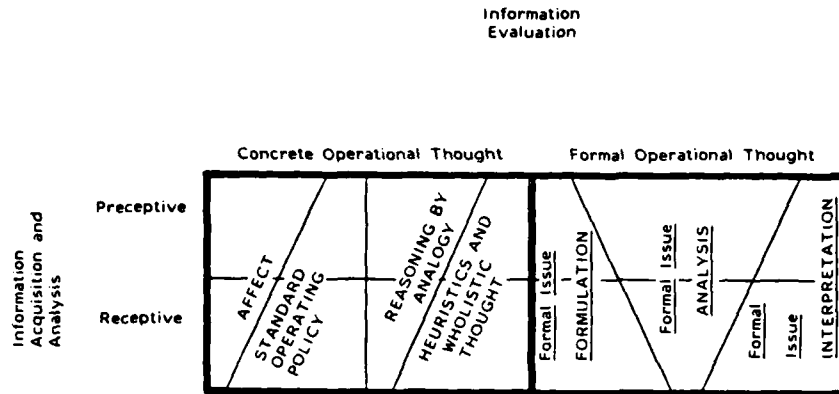 Information
Evaluation
Concrete Operational Thought
Formal Operational Thought
Information
Acquisition and
Analysis
Preceptive
Receptive
AFFECT
STANDARD
OPERATING
POLICY
REASONING BY
ANALOGY
HEURISTICS AND
WHOLISTIC
THOUGHT
Formal Issue
FORMULATION
Formal Issue
ANALYSIS
Formal
Issue
INTERPRETATION